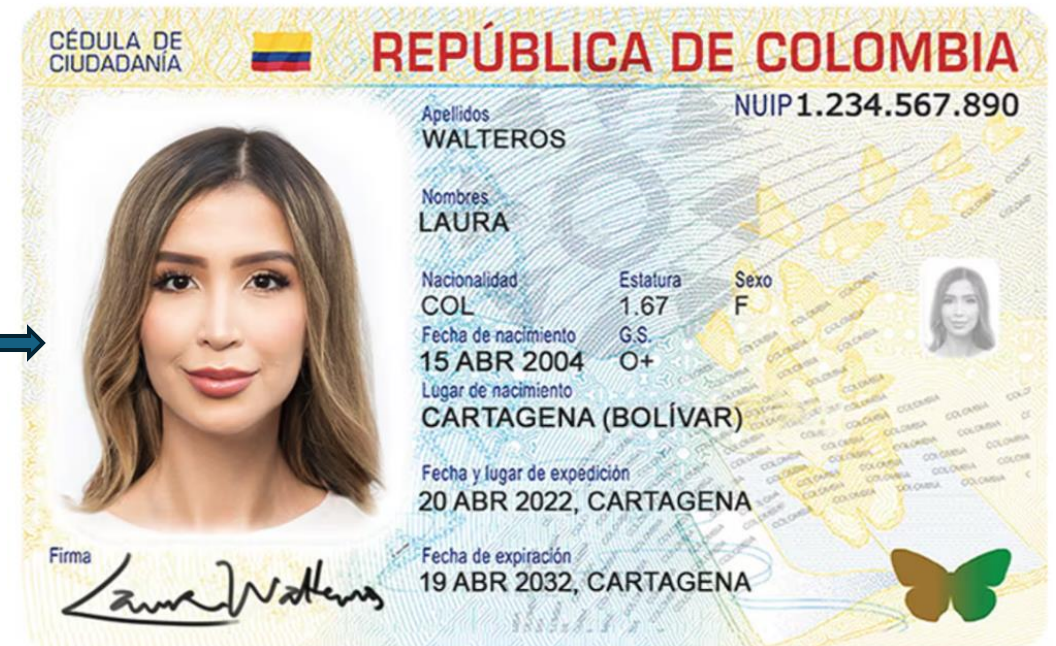 CÉDULA DE
CIUDADANÍA
REPÚBLICA DE COLOMBIA
NUIP 1.234.567.890
Apellidos
WALTEROS
Nombres
LAURA
Nacionalidad Estatura Sexo
COL 1.67 F
Fecha de nacimiento G.S.
15 ABR 2004 O+
Lugar de nacimiento
CARTAGENA (BOLÍVAR)
Fecha y lugar de expedición
20 ABR 2022, CARTAGENA
Fecha de expiración
19 ABR 2032, CARTAGENA
Firma
Laura Walteros